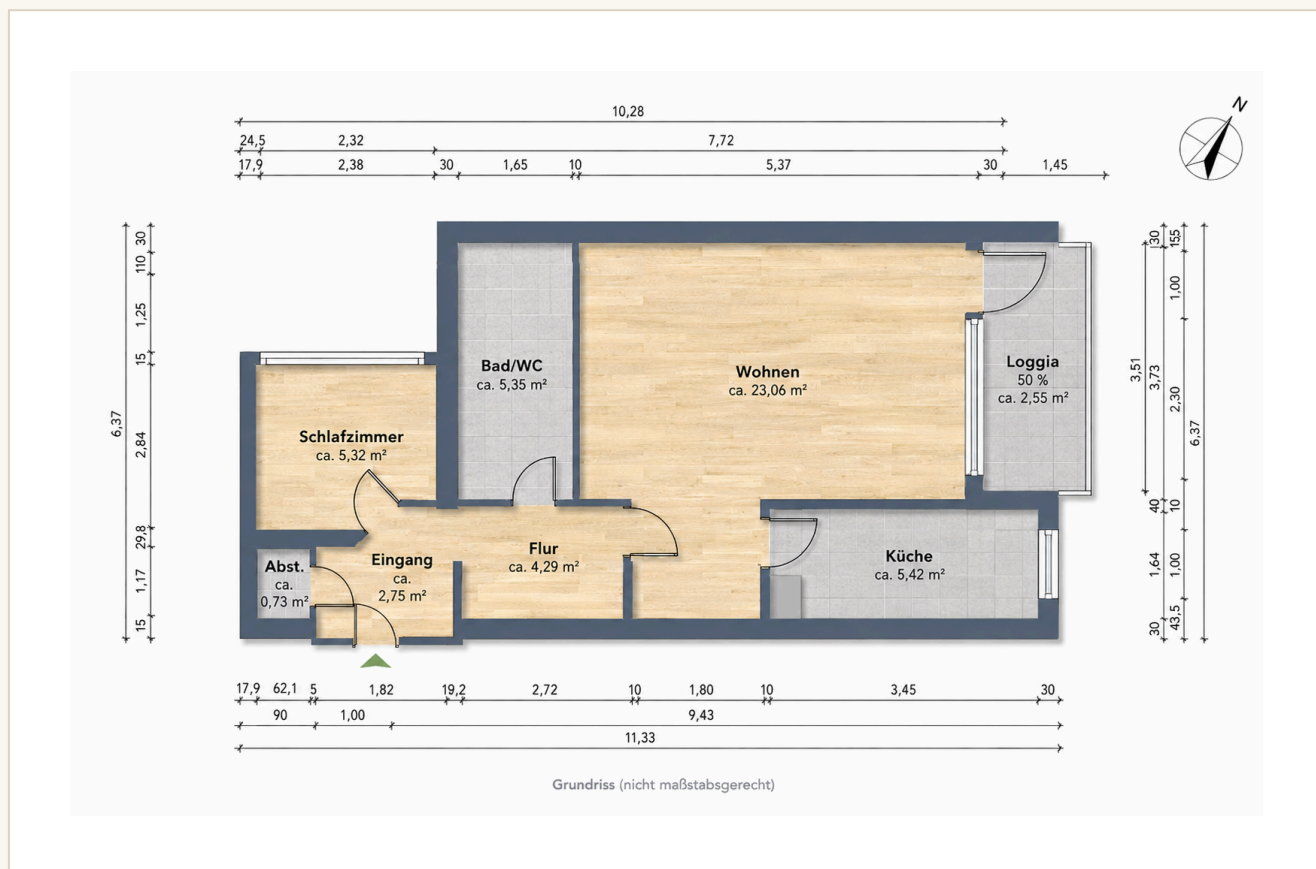 N
10,28
24,5 2,32 7,72
17,9 2,38 30 1,65 10 5,37 30 1,45
6,37
30
110
1,25
15
2,84
29,8
1,17
15
Bad/WC
ca. 5,35 m²
Wohnen
ca. 23,06 m²
Loggia
50 %
ca. 2,55 m²
Schlafzimmer
ca. 5,32 m²
Abst.
ca.
0,73 m²
Eingang
ca.
2,75 m²
Flur
ca. 4,29 m²
Küche
ca. 5,42 m²
3,51
30
3,73
40
1,64
30
155
1,00
2,30
10
1,00
43,5
6,37
17,9 62,1 5 1,82 19,2 2,72 10 1,80 10 3,45 30
90 1,00 9,43
11,33
Grundriss (nicht maßstabsgerecht)